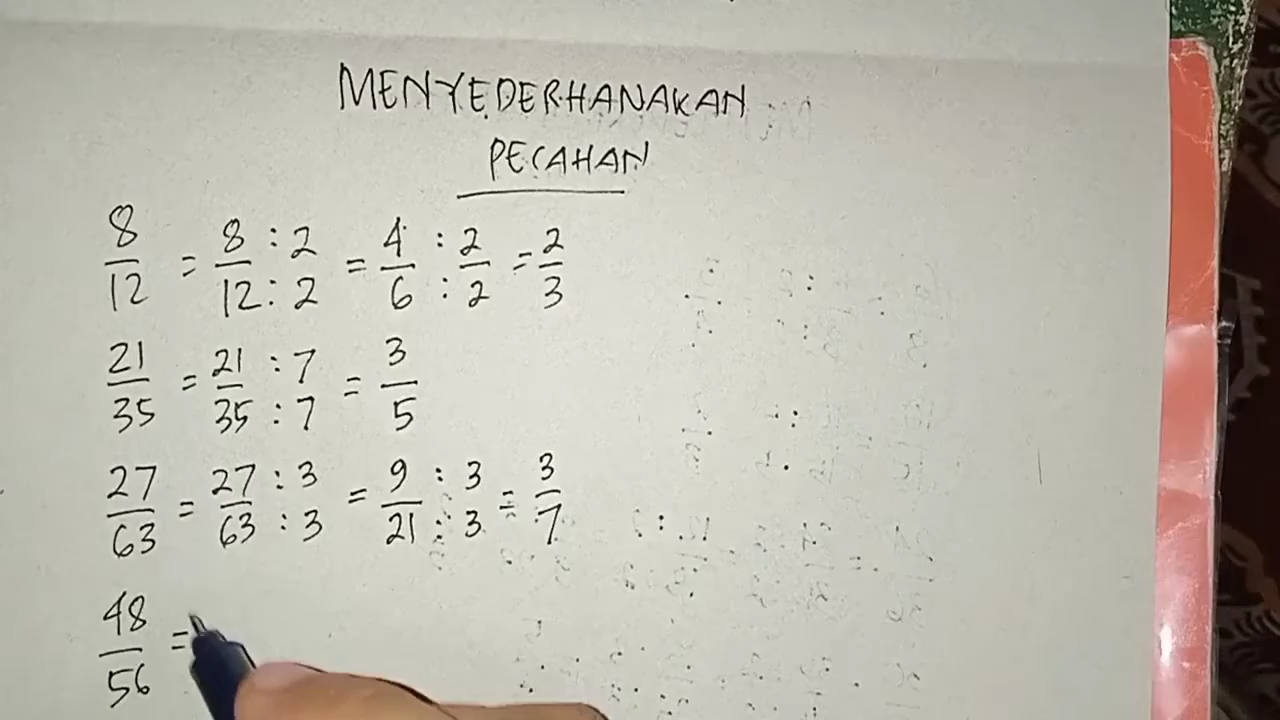 MENYEDERHANAKAN
PECAHAN
8/12 = 8 : 2/12 : 2 = 4 : 2/6 : 2 = 2/3
21/35 = 21 : 7/35 : 7 = 3/5
27/63 = 27 : 3/63 : 3 = 9 : 3/21 : 3 = 3/7
48/56 =